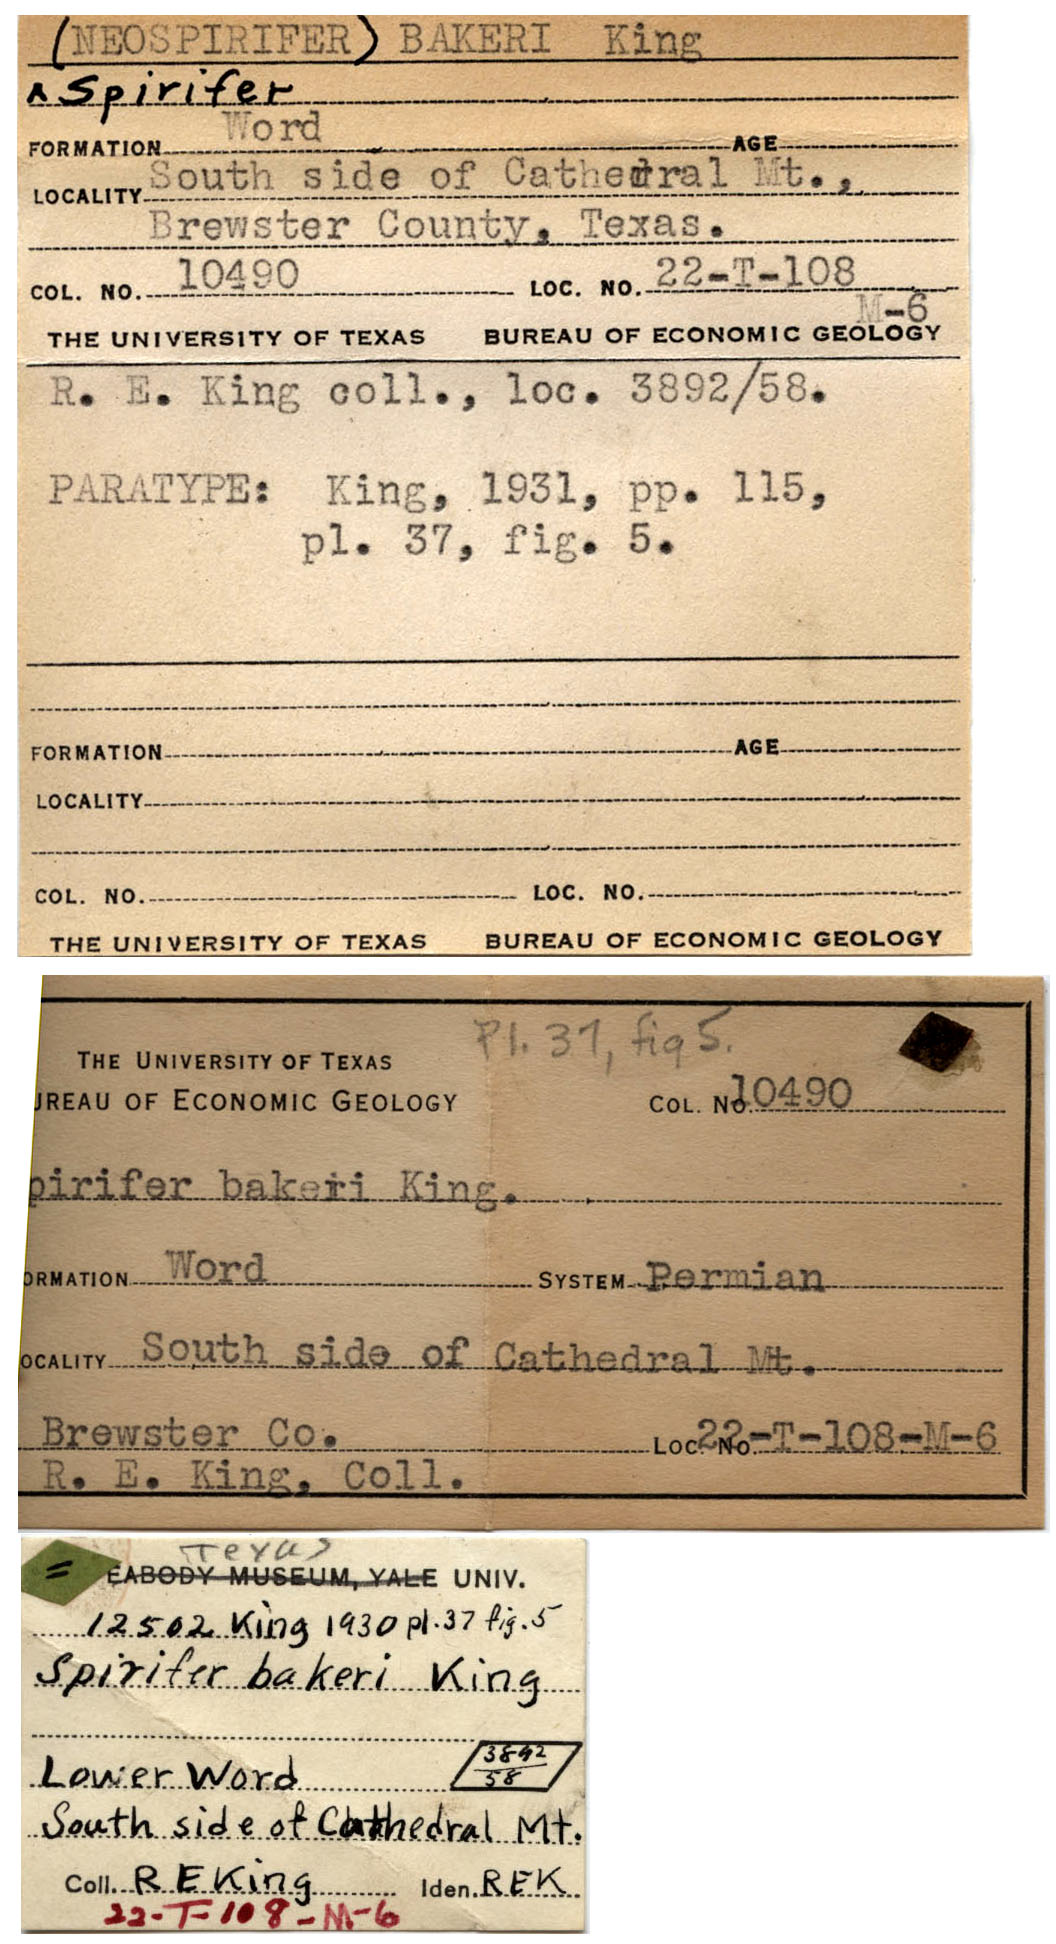 (NEOSPIRIFER) BAKERI King
^ Spirifer
FORMATION Word AGE
LOCALITY South side of Cathedral Mt.,
Brewster County, Texas.
COL. NO. 10490 LOC. NO. 22-T-108
M-6
THE UNIVERSITY OF TEXAS BUREAU OF ECONOMIC GEOLOGY
R. E. King coll., loc. 3892/58.
PARATYPE: King, 1931, pp. 115,
pl. 37, fig. 5.
FORMATION AGE
LOCALITY
COL. NO. LOC. NO.
THE UNIVERSITY OF TEXAS BUREAU OF ECONOMIC GEOLOGY
Pl. 37, fig 5.
THE UNIVERSITY OF TEXAS
UREAU OF ECONOMIC GEOLOGY COL. NO. 10490
pirifer bakeri King.
ORMATION Word SYSTEM Permian
OCALITY South side of Cathedral Mt.
Brewster Co. LOC. NO. 22-T-108-M-6
R. E. King, Coll.
Texas
=
EABODY MUSEUM, YALE UNIV.
12502 King 1930 pl. 37 fig. 5
Spirifer bakeri King
Lower Word 3892/58
South side of Cathedral Mt.
Coll. R E King Iden. REK
22-T-108-M-6